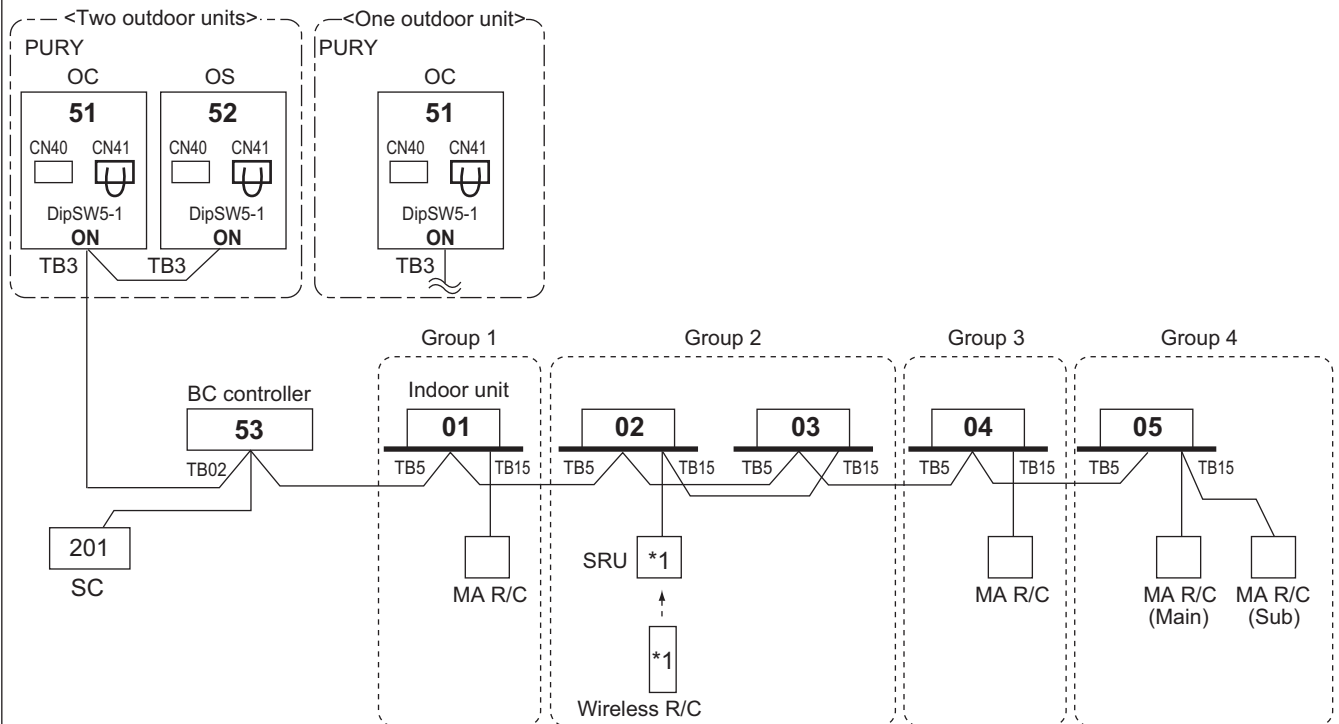 <Two outdoor units>
<One outdoor unit>
PURY
PURY
OC
OS
OC
51
52
51
CN40 CN41
CN40 CN41
CN40 CN41
DipSW5-1
DipSW5-1
DipSW5-1
ON
ON
ON
TB3
TB3
TB3
Group 1
Group 2
Group 3
Group 4
BC controller
Indoor unit
53
01
02
03
04
05
TB02
TB5
TB15
TB5
TB15
TB5
TB15
TB5
TB15
TB5
TB15
201
SC
SRU
*1
MA R/C
MA R/C
MA R/C
(Main)
MA R/C
(Sub)
*1
Wireless R/C